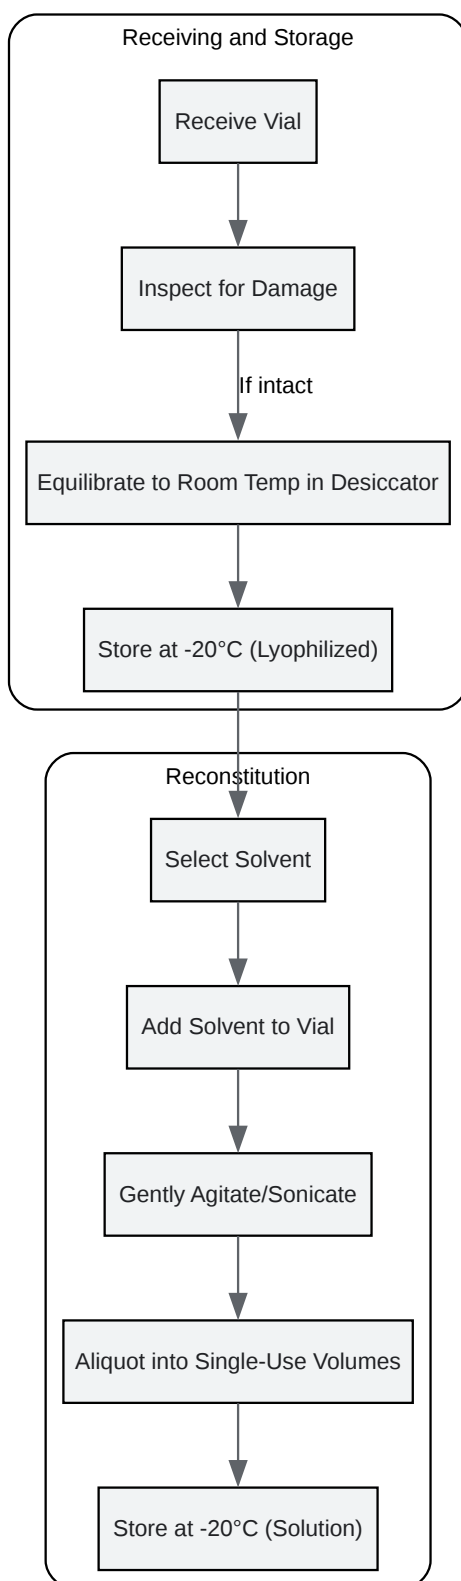 Receiving and Storage
Receive Vial
Inspect for Damage
If intact
Equilibrate to Room Temp in Desiccator
Store at -20°C (Lyophilized)
Reconstitution
Select Solvent
Add Solvent to Vial
Gently Agitate/Sonicate
Aliquot into Single-Use Volumes
Store at -20°C (Solution)